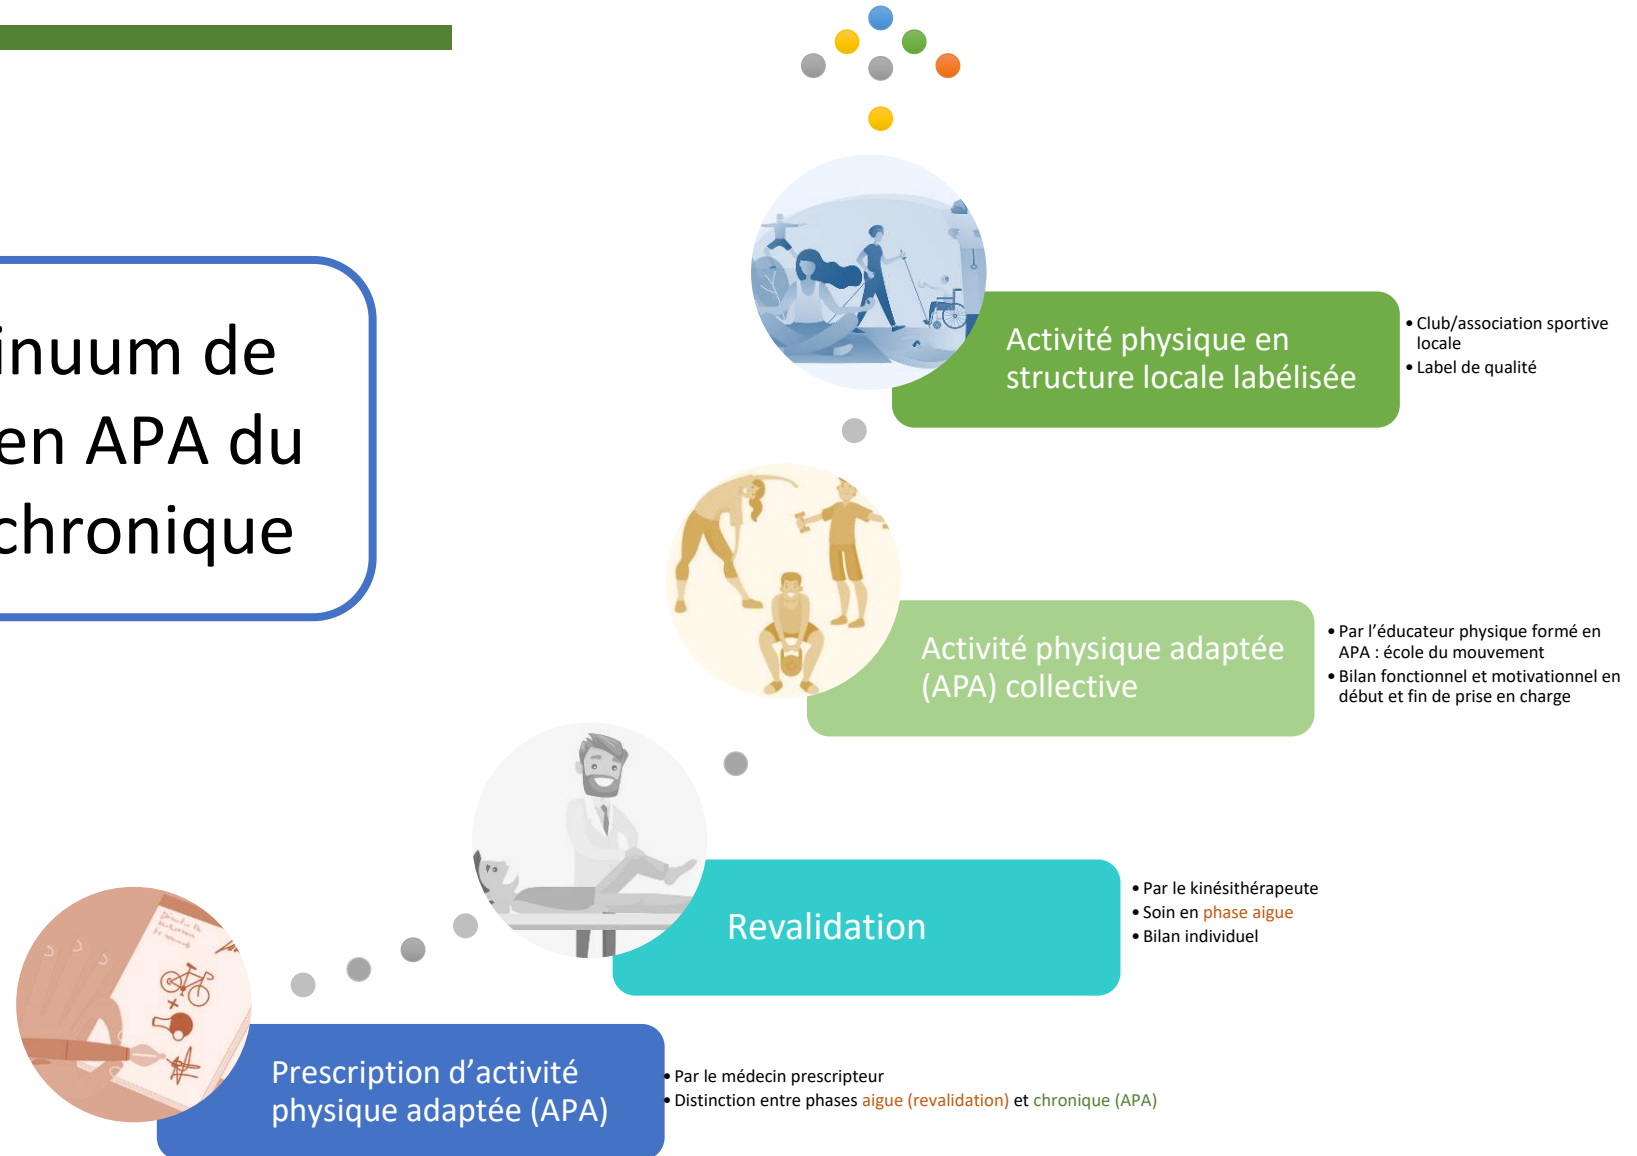 inuum de
en APA du
chronique
Activité physique en
structure locale labélisée
• Club/association sportive
locale
• Label de qualité
Activité physique adaptée
(APA) collective
• Par l’éducateur physique formé en
APA : école du mouvement
• Bilan fonctionnel et motivationnel en
début et fin de prise en charge
Revalidation
• Par le kinésithérapeute
• Soin en phase aigue
• Bilan individuel
Prescription d’activité
physique adaptée (APA)
• Par le médecin prescripteur
• Distinction entre phases aigue (revalidation) et chronique (APA)